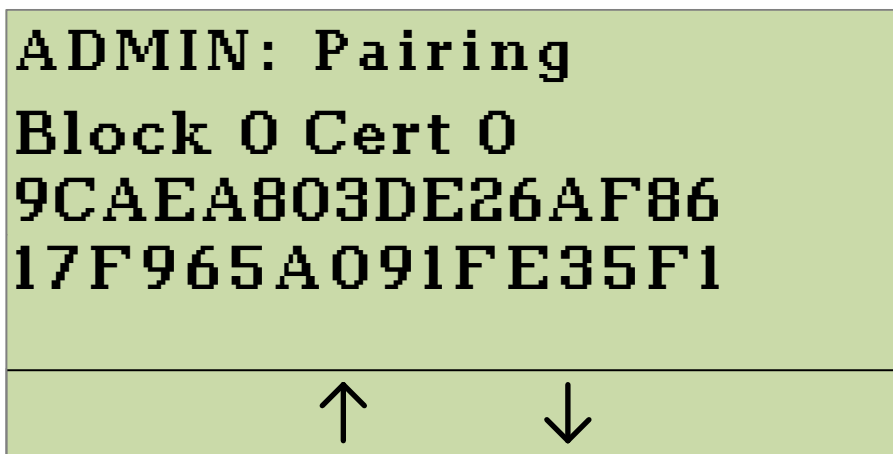 ADMIN: Pairing
Block 0 Cert 0
9CAEA803DE26AF86
17F965A091FE35F1